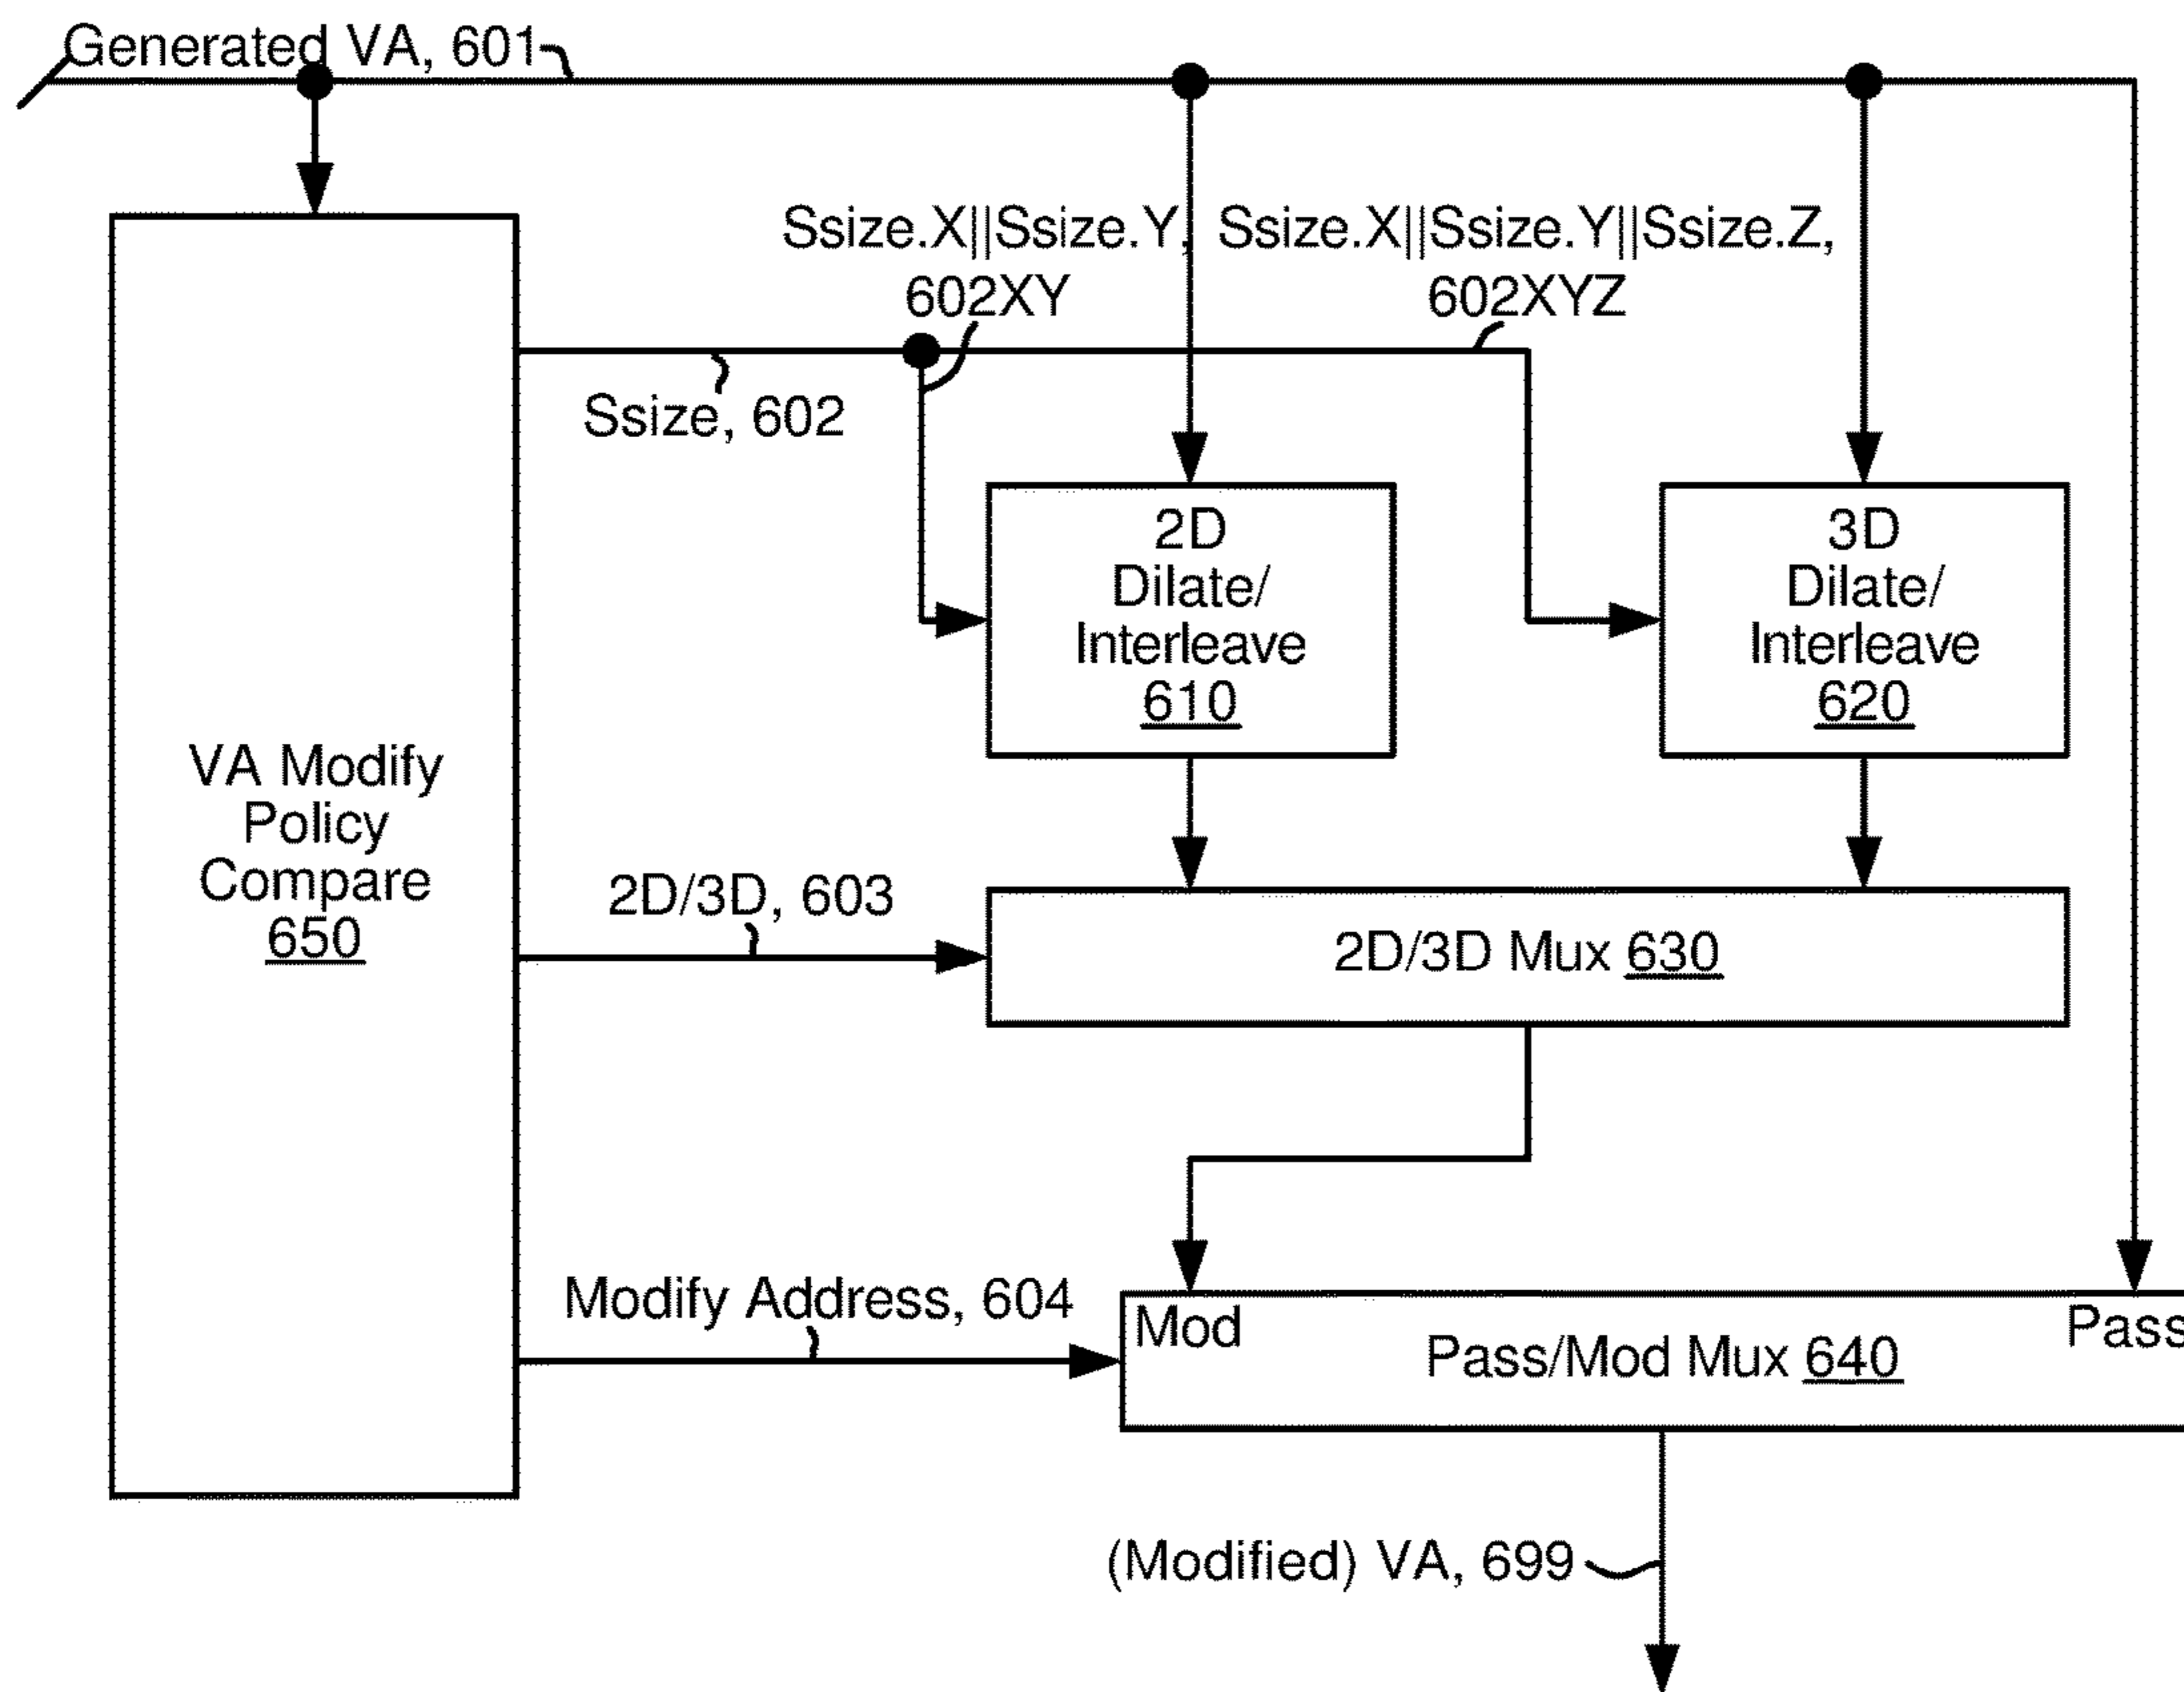 Generated VA, 601
Ssize.X||Ssize.Y,
602XY
Ssize.X||Ssize.Y||Ssize.Z,
602XYZ
Ssize, 602
2D
Dilate/
Interleave
610
3D
Dilate/
Interleave
620
VA Modify
Policy
Compare
650
2D/3D, 603
2D/3D Mux 630
Modify Address, 604
Mod
Pass
Pass/Mod Mux 640
(Modified) VA, 699